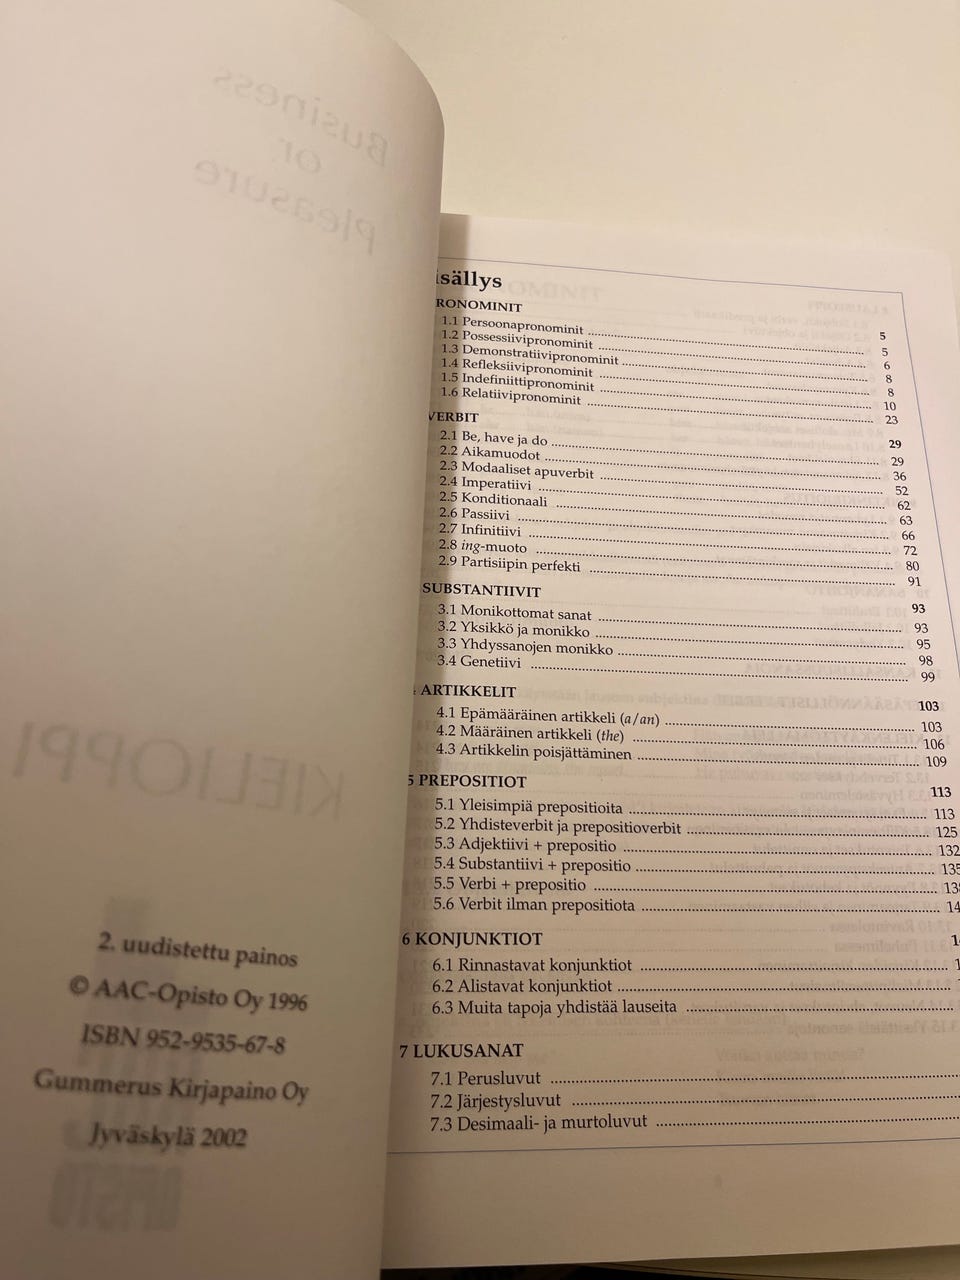 Business
or
Pleasure
KIELIOPPI
2. uudistettu painos
© AAC-Opisto Oy 1996
ISBN 952-9535-67-8
Gummerus Kirjapaino Oy
Jyväskylä 2002
OPISTO
isällys
RONOMINIT 5
1.1 Persoonapronominit 5
1.2 Possessiivipronominit 6
1.3 Demonstratiivipronominit 8
1.4 Refleksiivipronominit 8
1.5 Indefiniittipronominit 10
1.6 Relatiivipronominit 23
VERBIT 29
2.1 Be, have ja do 29
2.2 Aikamuodot 36
2.3 Modaaliset apuverbit 52
2.4 Imperatiivi 62
2.5 Konditionaali 63
2.6 Passiivi 66
2.7 Infinitiivi 72
2.8 ing-muoto 80
2.9 Partisiipin perfekti 91
SUBSTANTIIVIT 93
3.1 Monikottomat sanat 93
3.2 Yksikkö ja monikko 95
3.3 Yhdyssanojen monikko 98
3.4 Genetiivi 99
ARTIKKELIT 103
4.1 Epämääräinen artikkeli (a/an) 103
4.2 Määräinen artikkeli (the) 106
4.3 Artikkelin poisjättäminen 109
5 PREPOSITIOT 113
5.1 Yleisimpiä prepositioita 113
5.2 Yhdisteverbit ja prepositioverbit 125
5.3 Adjektiivi + prepositio 132
5.4 Substantiivi + prepositio 135
5.5 Verbi + prepositio 138
5.6 Verbit ilman prepositiota 14
6 KONJUNKTIOT 1
6.1 Rinnastavat konjunktiot 1
6.2 Alistavat konjunktiot
6.3 Muita tapoja yhdistää lauseita
7 LUKUSANAT
7.1 Perusluvut
7.2 Järjestysluvut
7.3 Desimaali- ja murtoluvut